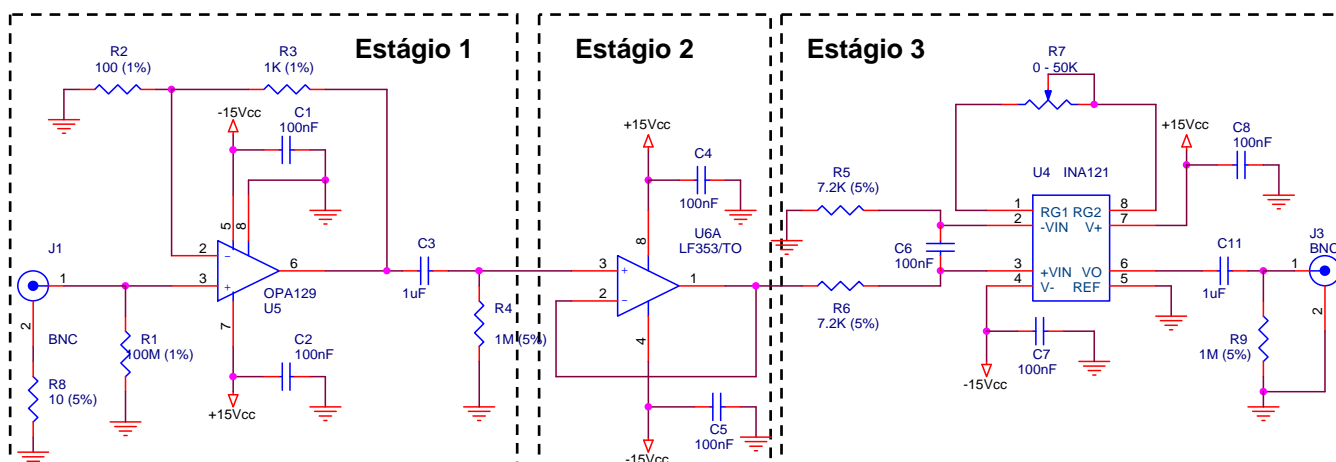 Estágio 1
R2
100 (1%)
R3
1K (1%)
-15Vcc
C1
100nF
5
8
J1
1
2
BNC
R8
10 (5%)
R1
100M (1%)
2
3
6
OPA129
U5
7
C2
100nF
+15Vcc
C3
1uF
R4
1M (5%)
Estágio 2
+15Vcc
C4
100nF
U6A
LF353/TO
8
3
2
1
4
C5
100nF
-15Vcc
Estágio 3
R7
0 - 50K
+15Vcc
C8
100nF
U4 INA121
R5
7.2K (5%)
C6
100nF
R6
7.2K (5%)
1 RG1 RG2 8
2 -VIN V+ 7
3 +VIN VO 6
4 V- REF 5
C7
100nF
-15Vcc
C11
1uF
R9
1M (5%)
J3
BNC
1
2